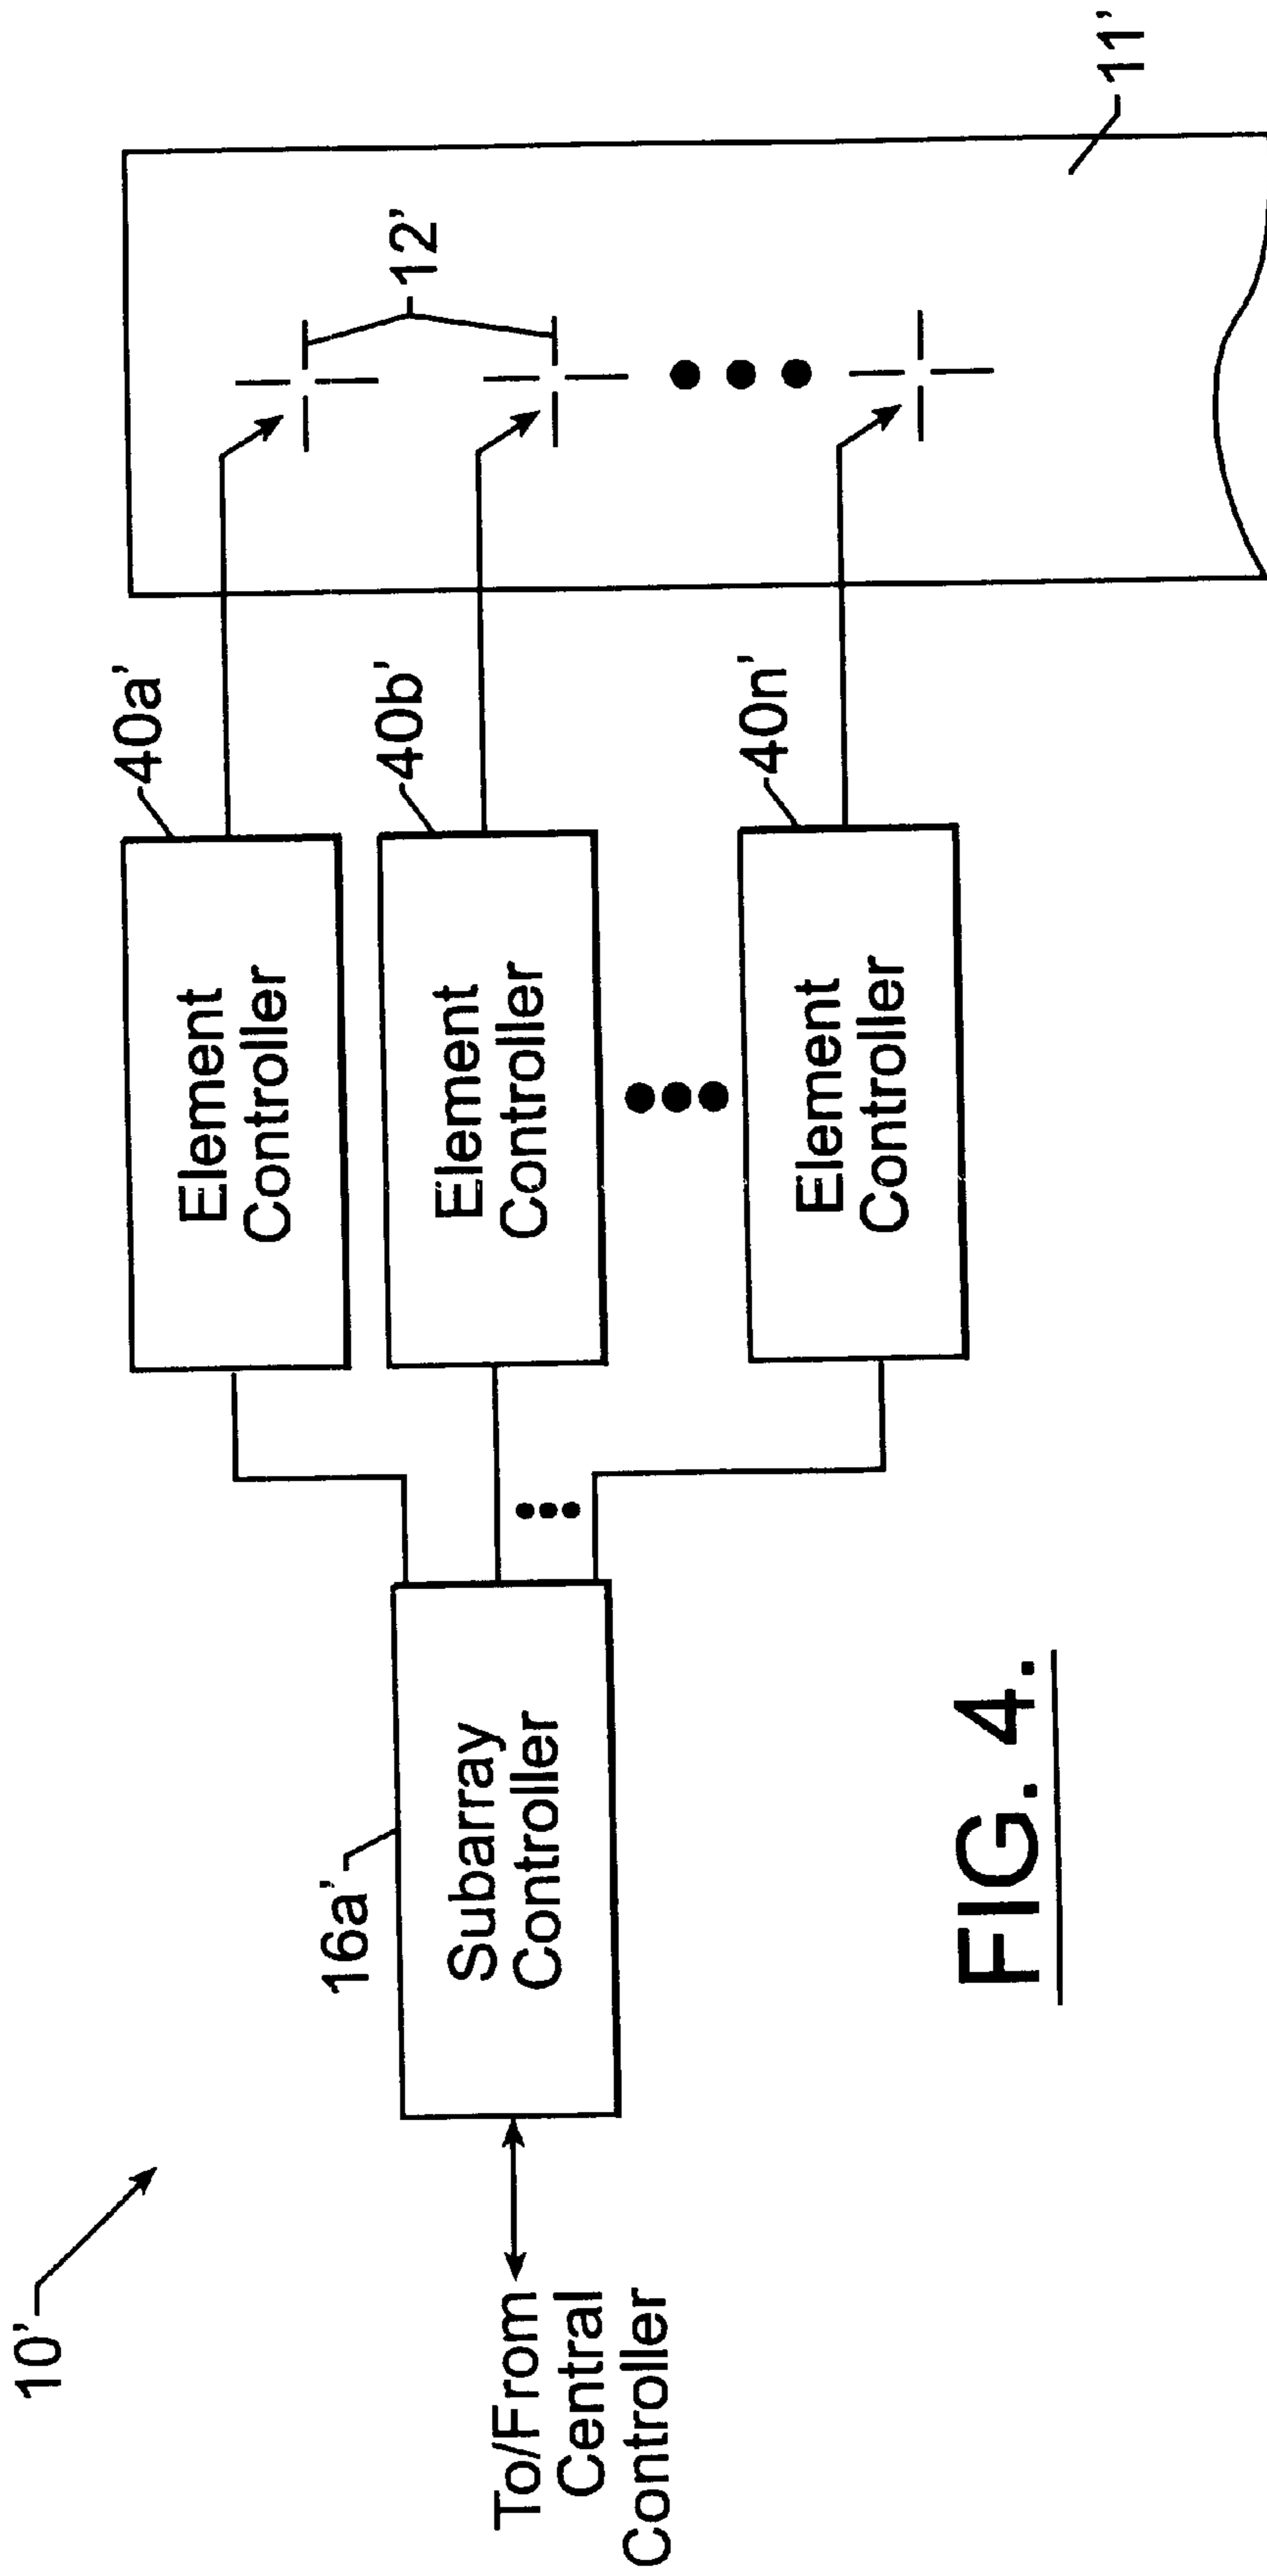 10'
To/From
Central
Controller
16a'
Subarray
Controller
40a'
Element
Controller
40b'
Element
Controller
40n'
Element
Controller
12'
11'
FIG. 4.